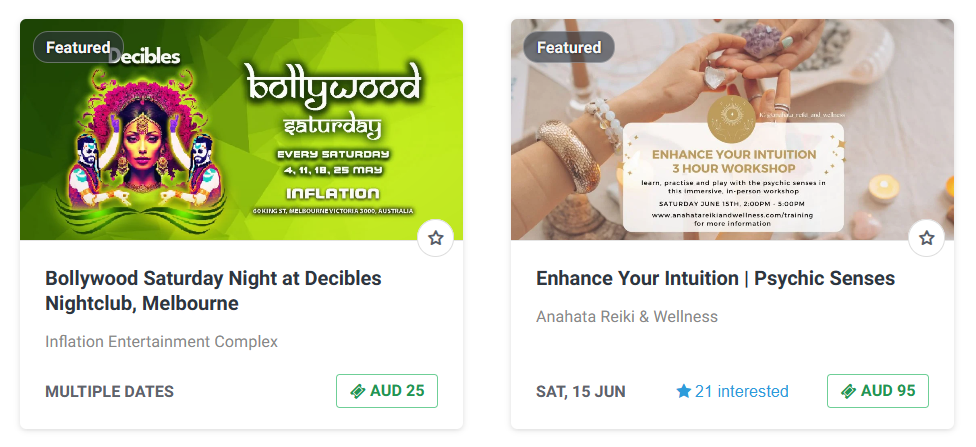 Featured
Decibles
bollywood
saturday
EVERY SATURDAY
4, 11, 18, 25 MAY
INFLATION
60 KING ST, MELBOURNE VICTORIA 3000, AUSTRALIA
Bollywood Saturday Night at Decibles
Nightclub, Melbourne
Inflation Entertainment Complex
MULTIPLE DATES
AUD 25
Featured
reiki and wellness
ENHANCE YOUR INTUITION
3 HOUR WORKSHOP
learn, practise and play with the psychic senses in
this immersive, in-person workshop
SATURDAY JUNE 15TH, 2:00PM - 5:00PM
www.anahatareikiandwellness.com/training
for more information
Enhance Your Intuition | Psychic Senses
Anahata Reiki & Wellness
SAT, 15 JUN
21 interested
AUD 95